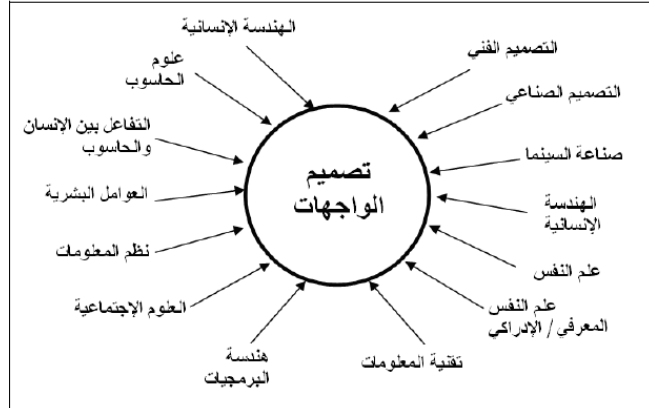 الهندسة الإنسانية
التصميم الفني
علوم
الحاسوب
التصميم الصناعي
التفاعل بين الإنسان
والحاسوب
صناعة السينما
تصميم
الواجهات
العوامل البشرية
الهندسة
الإنسانية
نظم المعلومات
علم النفس
العلوم الإجتماعية
علم النفس
المعرفي / الإدراكي
تقنية المعلومات
هندسة
البرمجيات